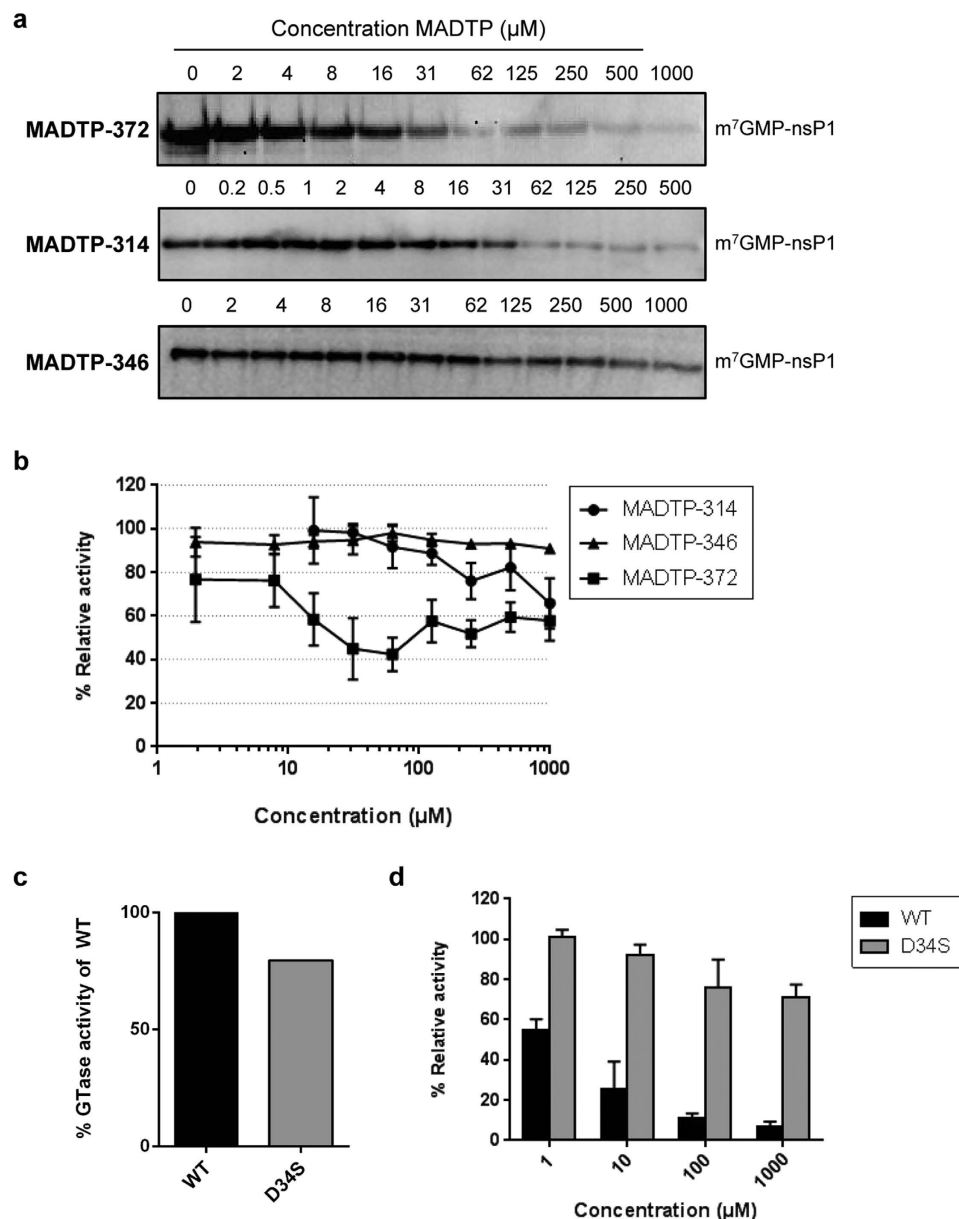 a
Concentration MADTP (µM)
0 2 4 8 16 31 62 125 250 500 1000
MADTP-372
m⁷GMP-nsP1
0 0.2 0.5 1 2 4 8 16 31 62 125 250 500
MADTP-314
m⁷GMP-nsP1
0 2 4 8 16 31 62 125 250 500 1000
MADTP-346
m⁷GMP-nsP1
b
120
100
80
60
40
20
0
% Relative activity
1 10 100 1000
Concentration (µM)
MADTP-314
MADTP-346
MADTP-372
c
100
50
0
% GTase activity of WT
WT
D34S
d
120
100
80
60
40
20
0
% Relative activity
1 10 100 1000
Concentration (µM)
WT
D34S